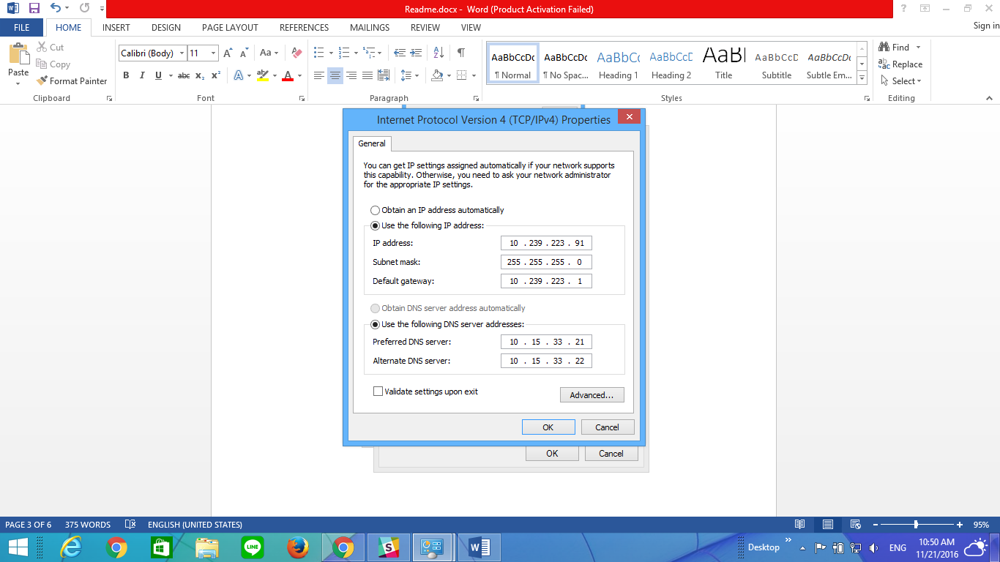 Readme.docx - Word (Product Activation Failed)
FILE HOME INSERT DESIGN PAGE LAYOUT REFERENCES MAILINGS REVIEW VIEW Sign in
Paste
Cut
Copy
Format Painter
Clipboard
Calibri (Body) 11
Font
Paragraph
AaBbCcDc AaBbCcDc AaBbCc AaBbCcD AaBl AaBbCcD AaBbCcDc
¶ Normal ¶ No Spac... Heading 1 Heading 2 Title Subtitle Subtle Em...
Styles
Find
Replace
Select
Editing
Internet Protocol Version 4 (TCP/IPv4) Properties
General
You can get IP settings assigned automatically if your network supports
this capability. Otherwise, you need to ask your network administrator
for the appropriate IP settings.
Obtain an IP address automatically
Use the following IP address:
IP address: 10 . 239 . 223 . 91
Subnet mask: 255 . 255 . 255 . 0
Default gateway: 10 . 239 . 223 . 1
Obtain DNS server address automatically
Use the following DNS server addresses:
Preferred DNS server: 10 . 15 . 33 . 21
Alternate DNS server: 10 . 15 . 33 . 22
Validate settings upon exit
Advanced...
OK Cancel
OK Cancel
PAGE 3 OF 6 375 WORDS ENGLISH (UNITED STATES) 95%
LINE
Desktop ENG 10:50 AM
11/21/2016